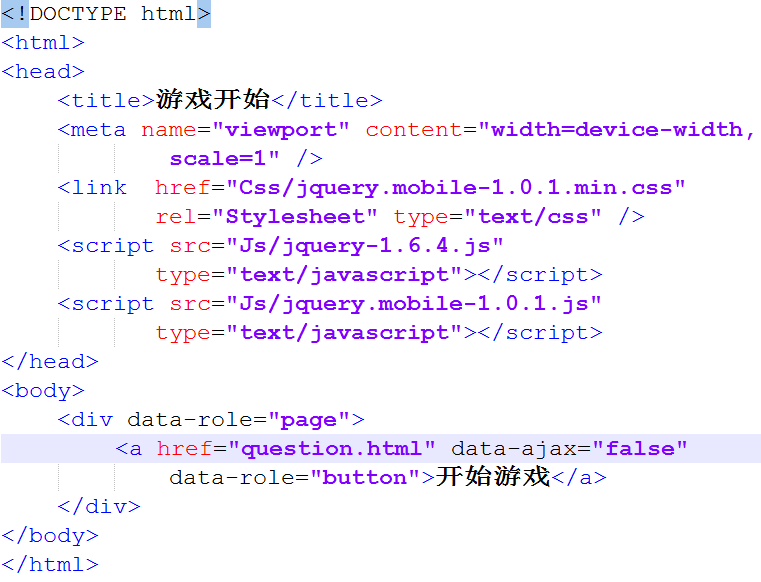 <!DOCTYPE html>
<html>
<head>
    <title>游戏开始</title>
    <meta name="viewport" content="width=device-width,
            scale=1" />
    <link  href="Css/jquery.mobile-1.0.1.min.css"
           rel="Stylesheet" type="text/css" />
    <script src="Js/jquery-1.6.4.js"
           type="text/javascript"></script>
    <script src="Js/jquery.mobile-1.0.1.js"
           type="text/javascript"></script>
</head>
<body>
    <div data-role="page">
        <a href="question.html" data-ajax="false"
            data-role="button">开始游戏</a>
    </div>
</body>
</html>